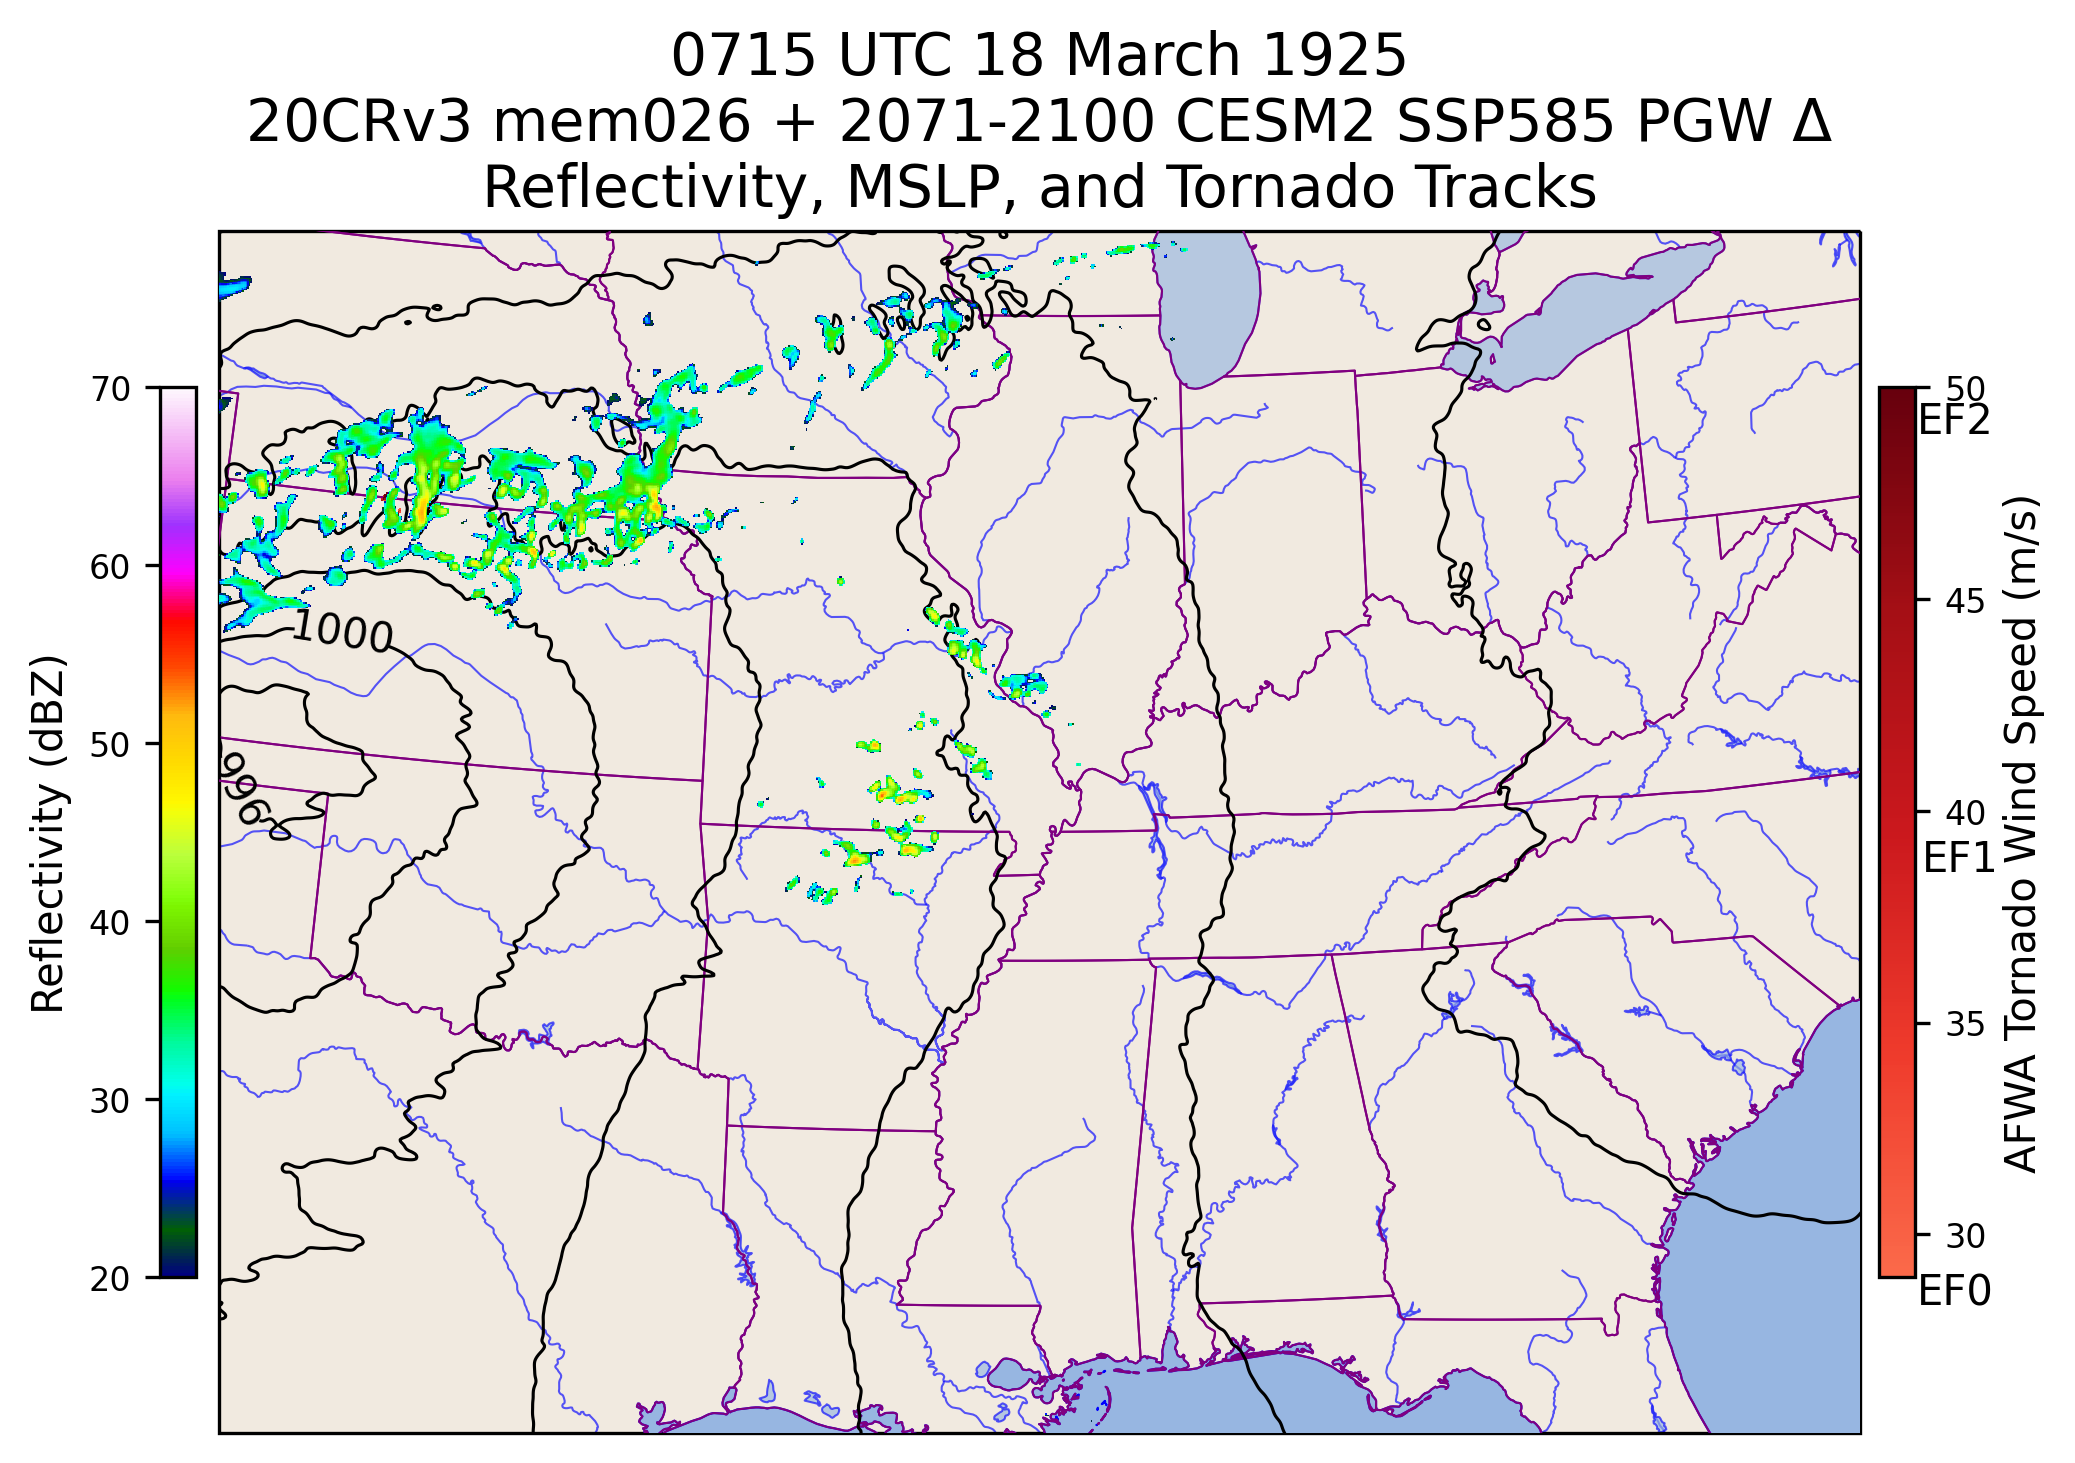 0715 UTC 18 March 1925
20CRv3 mem026 + 2071-2100 CESM2 SSP585 PGW Δ
Reflectivity, MSLP, and Tornado Tracks
70
60
50
40
30
20
Reflectivity (dBZ)
1000
996
50
EF2
45
40
EF1
35
30
EF0
AFWA Tornado Wind Speed (m/s)